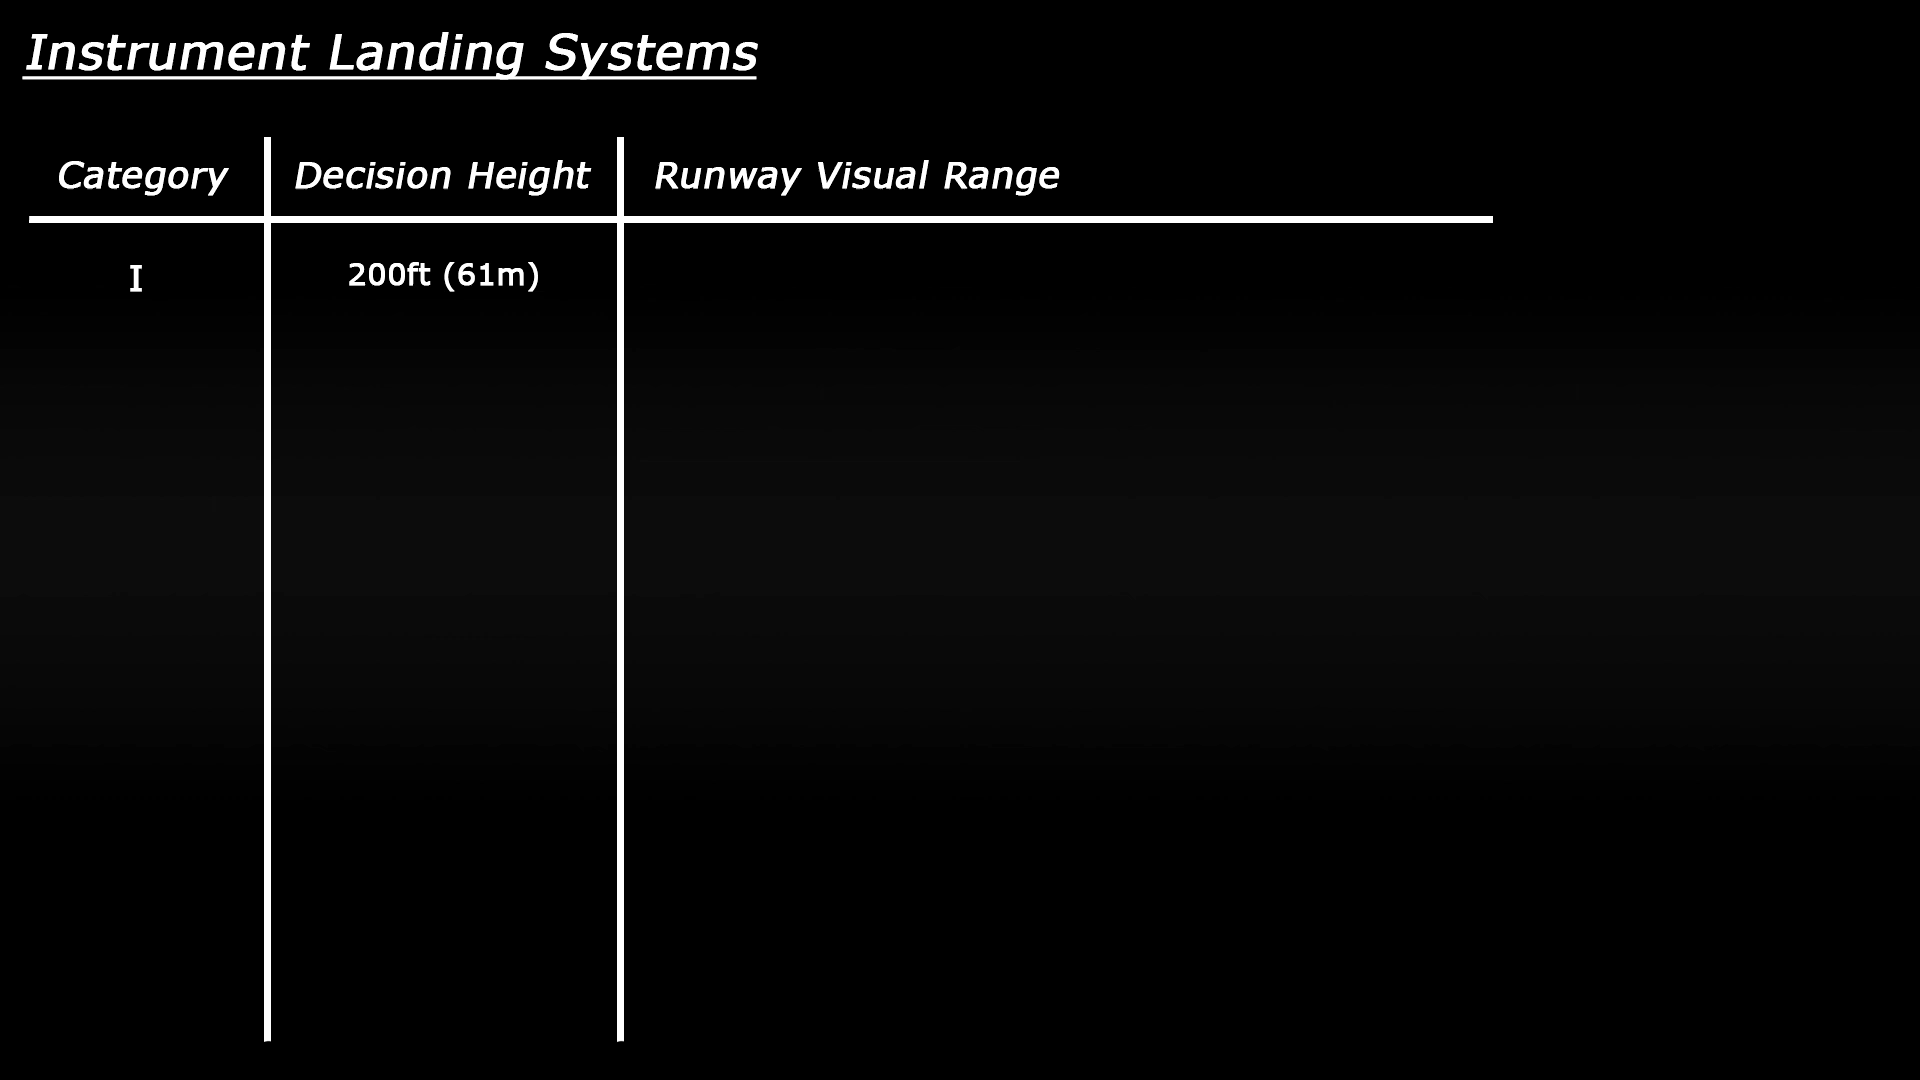 Instrument Landing Systems
Category Decision Height Runway Visual Range
I 200ft (61m)